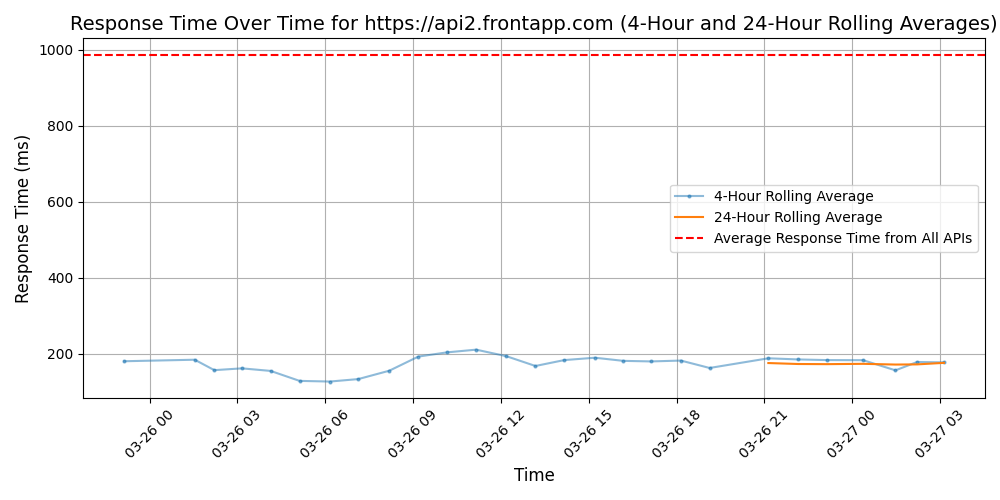 Response Time Over Time for https://api2.frontapp.com (4-Hour and 24-Hour Rolling Averages)
Response Time (ms)
1000
800
600
400
200
4-Hour Rolling Average
24-Hour Rolling Average
Average Response Time from All APIs
03-26 00
03-26 03
03-26 06
03-26 09
03-26 12
03-26 15
03-26 18
03-26 21
03-27 00
03-27 03
Time